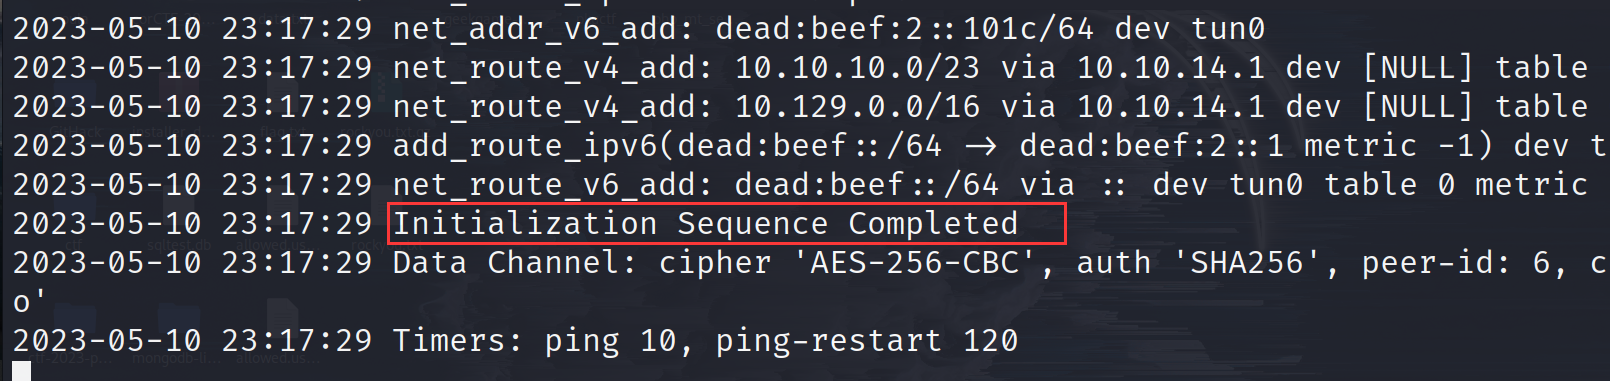 2023-05-10 23:17:29 net_addr_v6_add: dead:beef:2::101c/64 dev tun0
2023-05-10 23:17:29 net_route_v4_add: 10.10.10.0/23 via 10.10.14.1 dev [NULL] table
2023-05-10 23:17:29 net_route_v4_add: 10.129.0.0/16 via 10.10.14.1 dev [NULL] table
2023-05-10 23:17:29 add_route_ipv6(dead:beef::/64 -> dead:beef:2::1 metric -1) dev t
2023-05-10 23:17:29 net_route_v6_add: dead:beef::/64 via :: dev tun0 table 0 metric
2023-05-10 23:17:29 Initialization Sequence Completed
2023-05-10 23:17:29 Data Channel: cipher 'AES-256-CBC', auth 'SHA256', peer-id: 6, c
o'
2023-05-10 23:17:29 Timers: ping 10, ping-restart 120